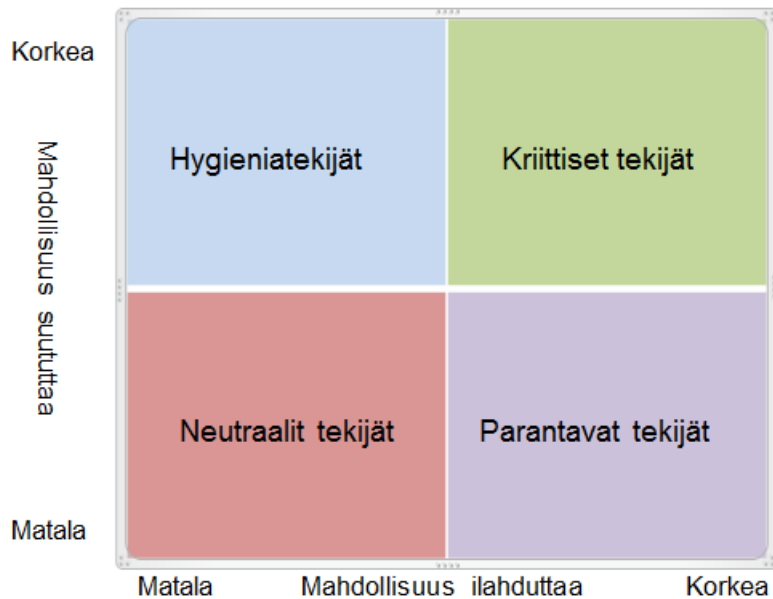 Korkea
Hygieniatekijät
Kriittiset tekijät
Mahdollisuus suututtaa
Neutraalit tekijät
Parantavat tekijät
Matala
Matala
Mahdollisuus ilahduttaa
Korkea